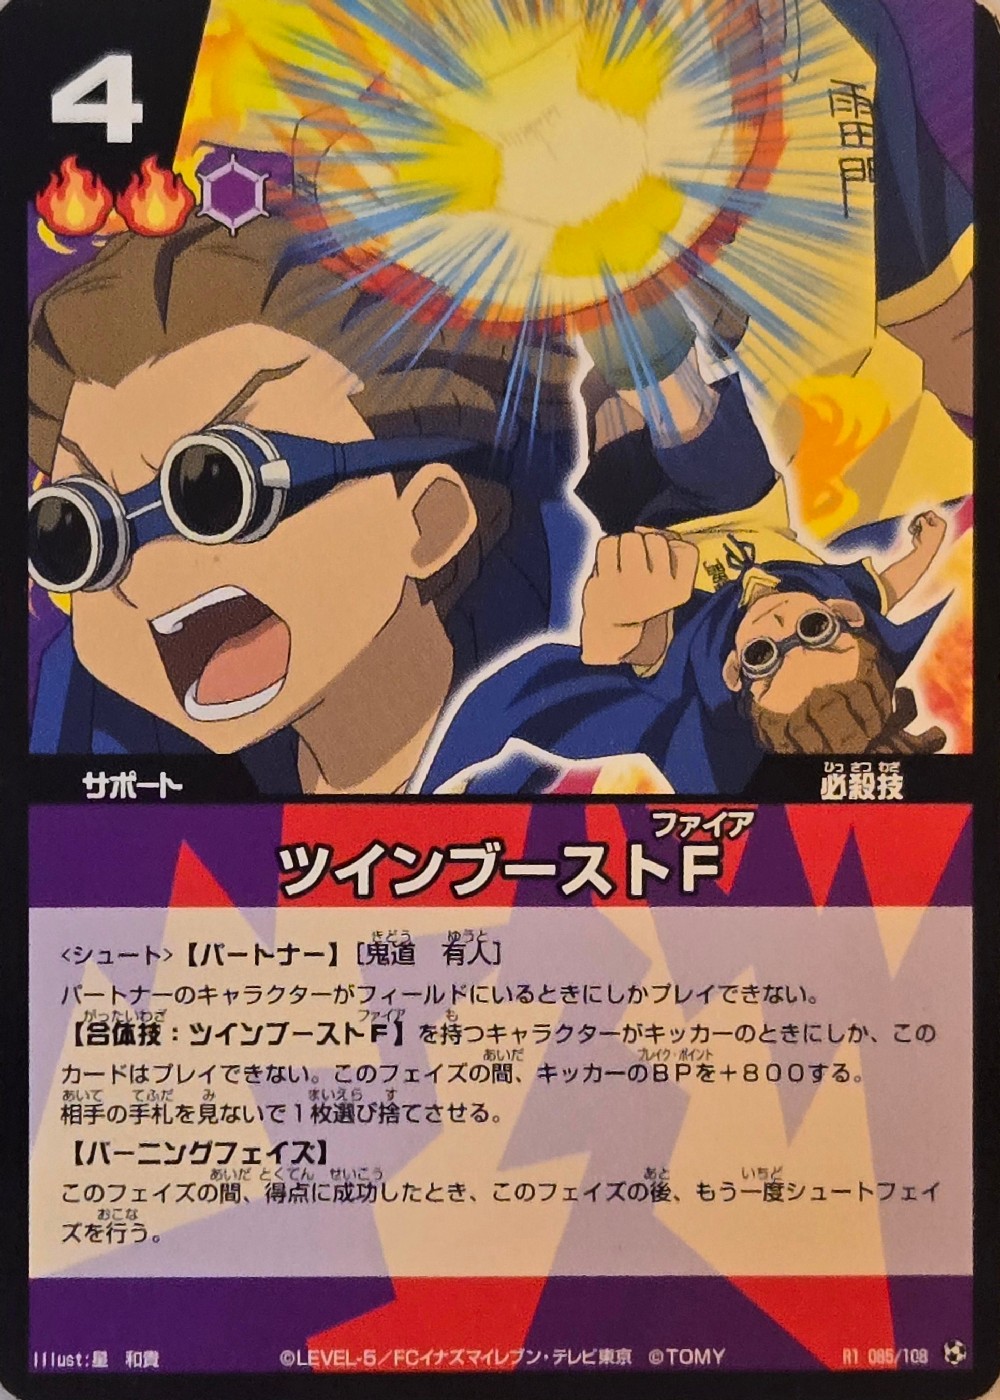 4
雷門
サポート
ひっさつわざ
必殺技
ファイア
ツインブーストF
きどう ゆうと
<シュート>【パートナー】[鬼道 有人]
パートナーのキャラクターがフィールドにいるときにしかプレイできない。
がったいわざ ファイア も
【合体技：ツインブーストF】を持つキャラクターがキッカーのときにしか、この
あいだ ブレイク・ポイント
カードはプレイできない。このフェイズの間、キッカーのBPを+800する。
あいて てふだ み まいえら す
相手の手札を見ないで1枚選び捨てさせる。
【バーニングフェイズ】
あいだ とくてん せいこう あと いちど
このフェイズの間、得点に成功したとき、このフェイズの後、もう一度シュートフェイ
おこな
ズを行う。
Illust:星 和貴 ©LEVEL-5/FCイナズマイレブン・テレビ東京 ©TOMY R1 085/108